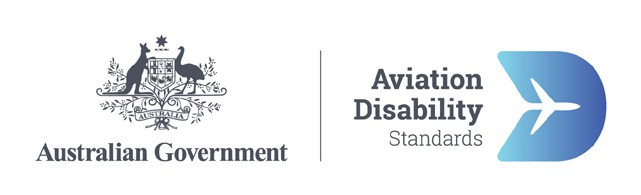 AUSTRALIA
Australian Government
Aviation
Disability
Standards